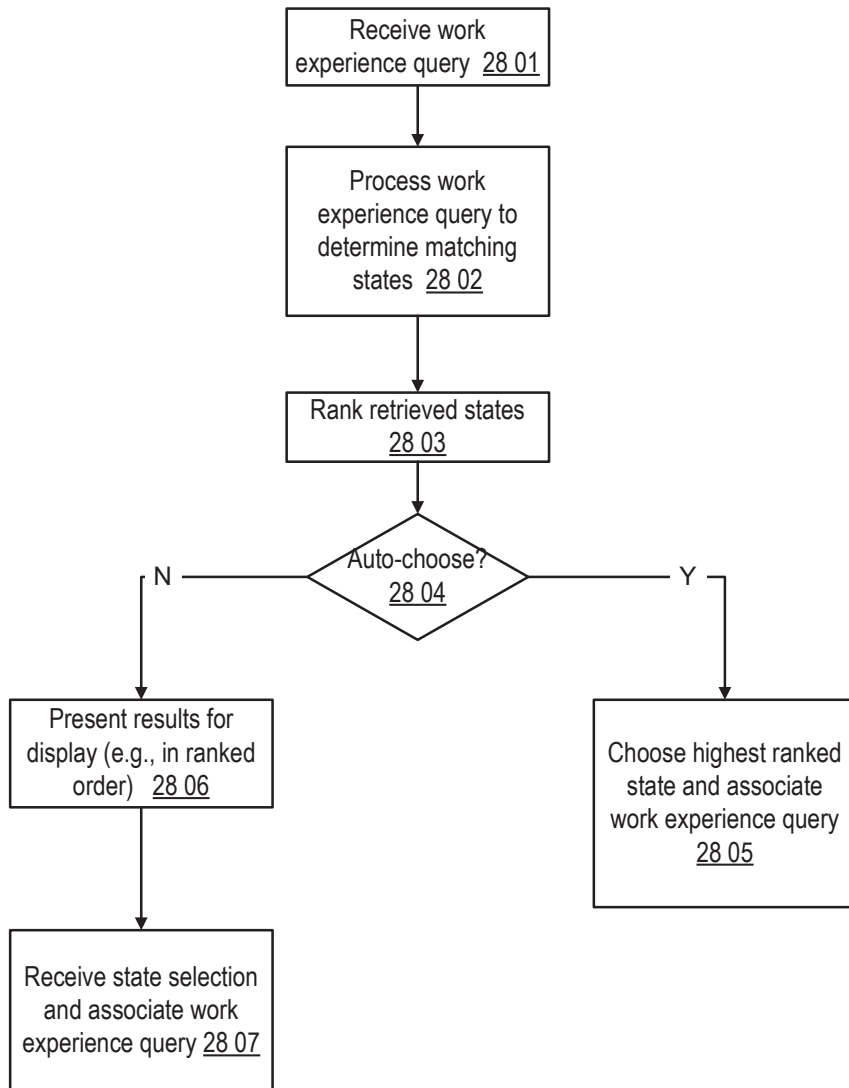 Receive work
experience query 28 01
Process work
experience query to
determine matching
states 28 02
Rank retrieved states
28 03
Auto-choose?
28 04
N
Y
Present results for
display (e.g., in ranked
order) 28 06
Choose highest ranked
state and associate
work experience query
28 05
Receive state selection
and associate work
experience query 28 07